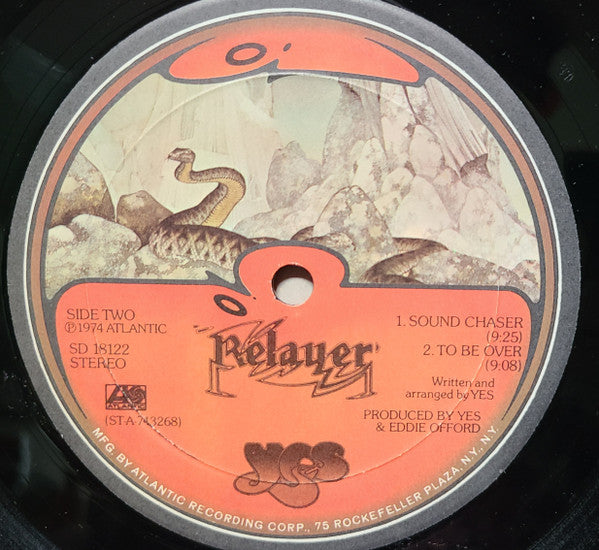 SIDE TWO
℗1974 ATLANTIC
SD 18122
STEREO
ATLANTIC
(ST A 743268)
Relayer
1. SOUND CHASER
(9:25)
2. TO BE OVER
(9:08)
Written and
arranged by YES
PRODUCED BY YES
& EDDIE OFFORD
YES
MFG. BY ATLANTIC RECORDING CORP., 75 ROCKEFELLER PLAZA, N.Y., N.Y.